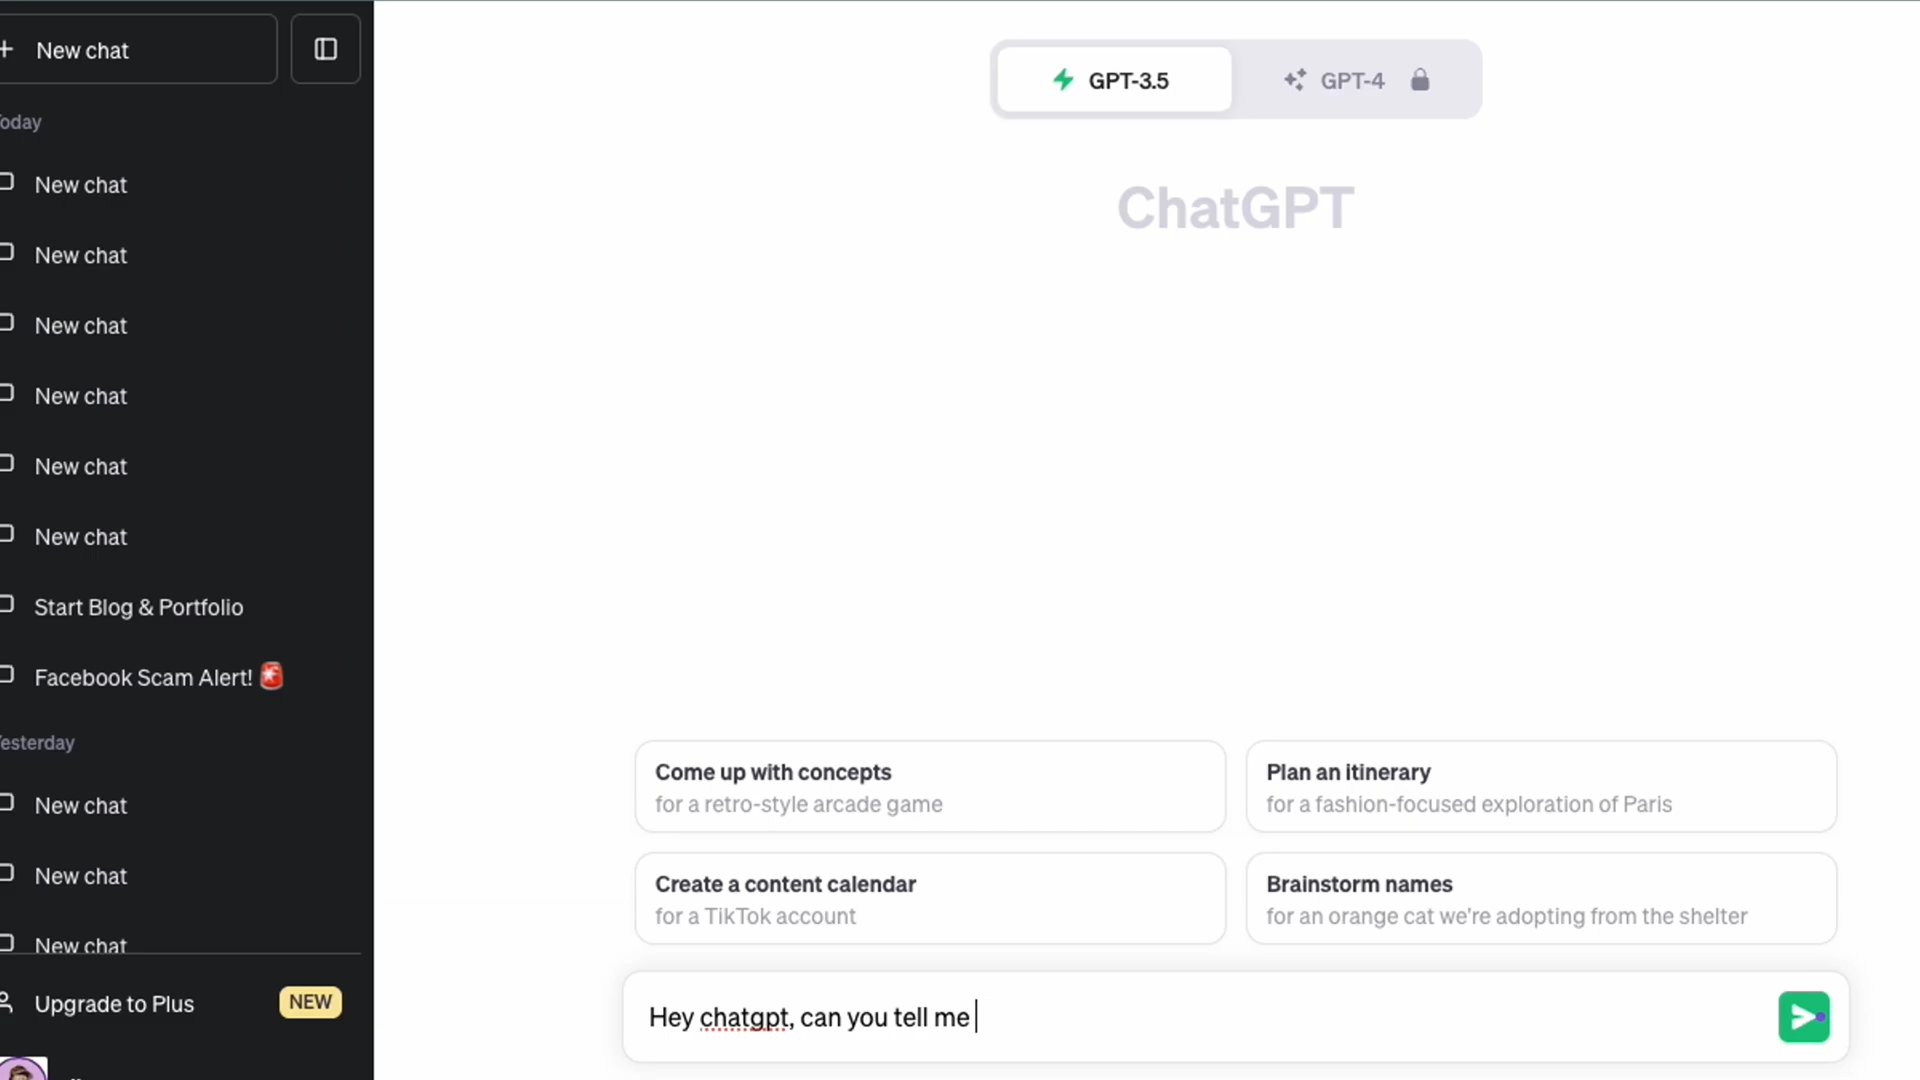 New chat
oday
New chat
New chat
New chat
New chat
New chat
New chat
Start Blog & Portfolio
Facebook Scam Alert! 🚨
esterday
New chat
New chat
New chat
Upgrade to Plus NEW
GPT-3.5 GPT-4
ChatGPT
Come up with concepts
for a retro-style arcade game
Plan an itinerary
for a fashion-focused exploration of Paris
Create a content calendar
for a TikTok account
Brainstorm names
for an orange cat we're adopting from the shelter
Hey chatgpt, can you tell me